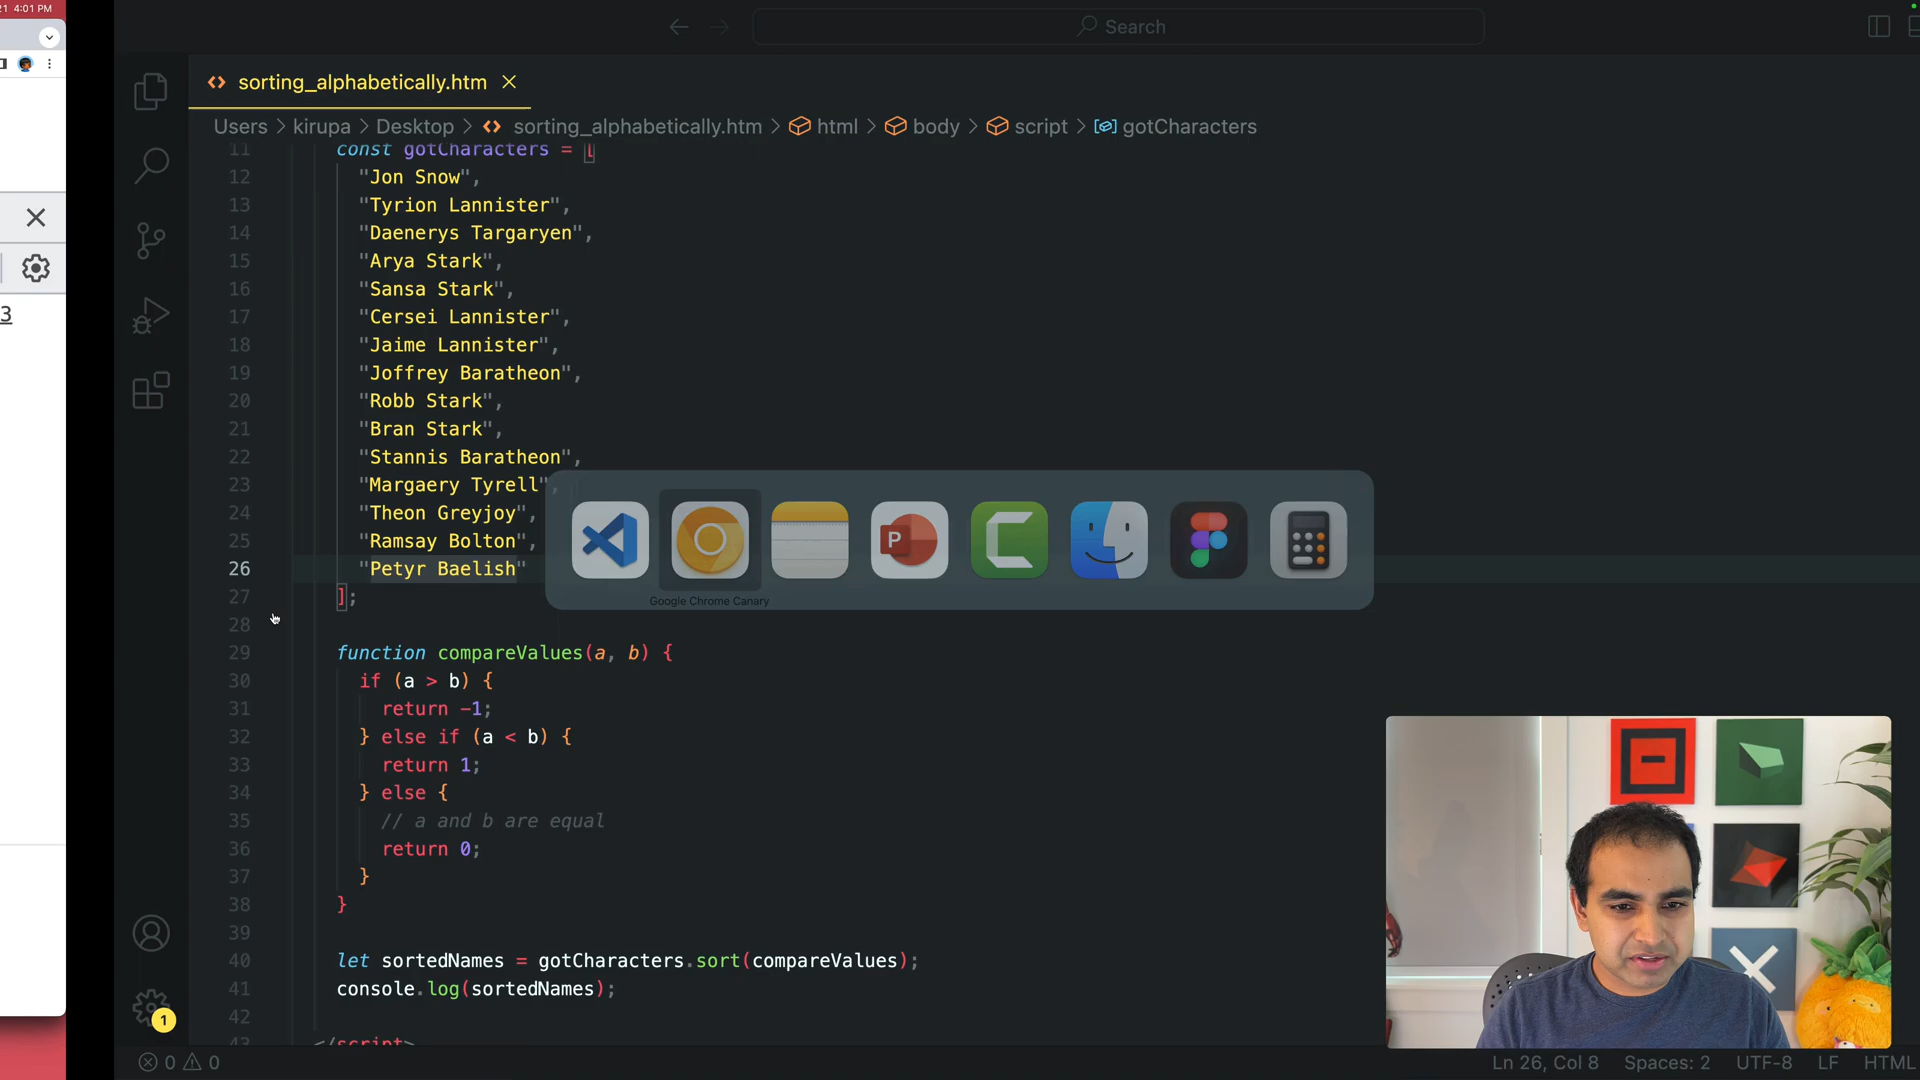 21 4:01 PM
Search
sorting_alphabetically.htm
Users > kirupa > Desktop > sorting_alphabetically.htm > html > body > script > gotCharacters
3
11 const gotCharacters = [
12 "Jon Snow",
13 "Tyrion Lannister",
14 "Daenerys Targaryen",
15 "Arya Stark",
16 "Sansa Stark",
17 "Cersei Lannister",
18 "Jaime Lannister",
19 "Joffrey Baratheon",
20 "Robb Stark",
21 "Bran Stark",
22 "Stannis Baratheon",
23 "Margaery Tyrell",
24 "Theon Greyjoy",
25 "Ramsay Bolton",
26 "Petyr Baelish"
P
Google Chrome Canary
27 ];
28
29 function compareValues(a, b) {
30 if (a > b) {
31 return -1;
32 } else if (a < b) {
33 return 1;
34 } else {
35 // a and b are equal
36 return 0;
37 }
38 }
39
40 let sortedNames = gotCharacters.sort(compareValues);
41 console.log(sortedNames);
42
43 </script>
1
0 0
Ln 26, Col 8 Spaces: 2 UTF-8 LF HTML